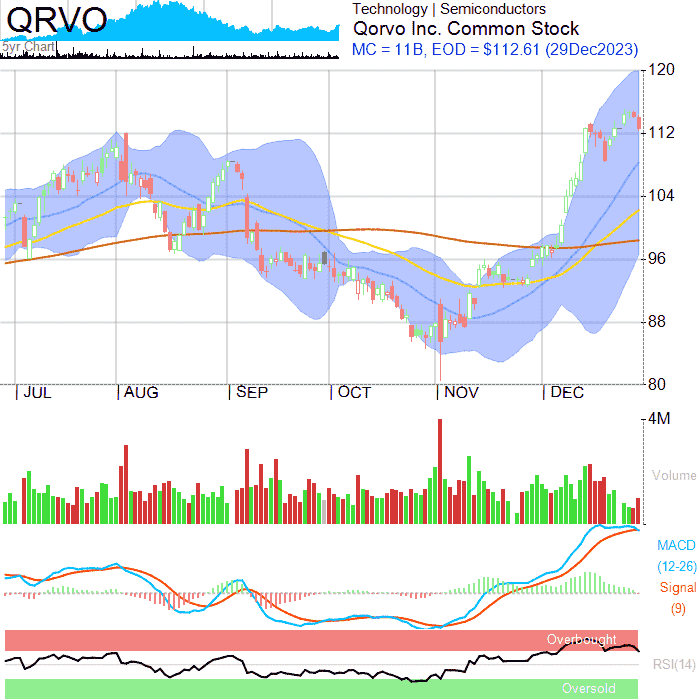 QRVO
5yr Chart
Technology | Semiconductors
Qorvo Inc. Common Stock
MC = 11B, EOD = $112.61 (29Dec2023)
120
112
104
96
88
80
JUL AUG SEP OCT NOV DEC
4M
Volume
MACD
(12-26)
Signal
(9)
Overbought
RSI(14)
Oversold